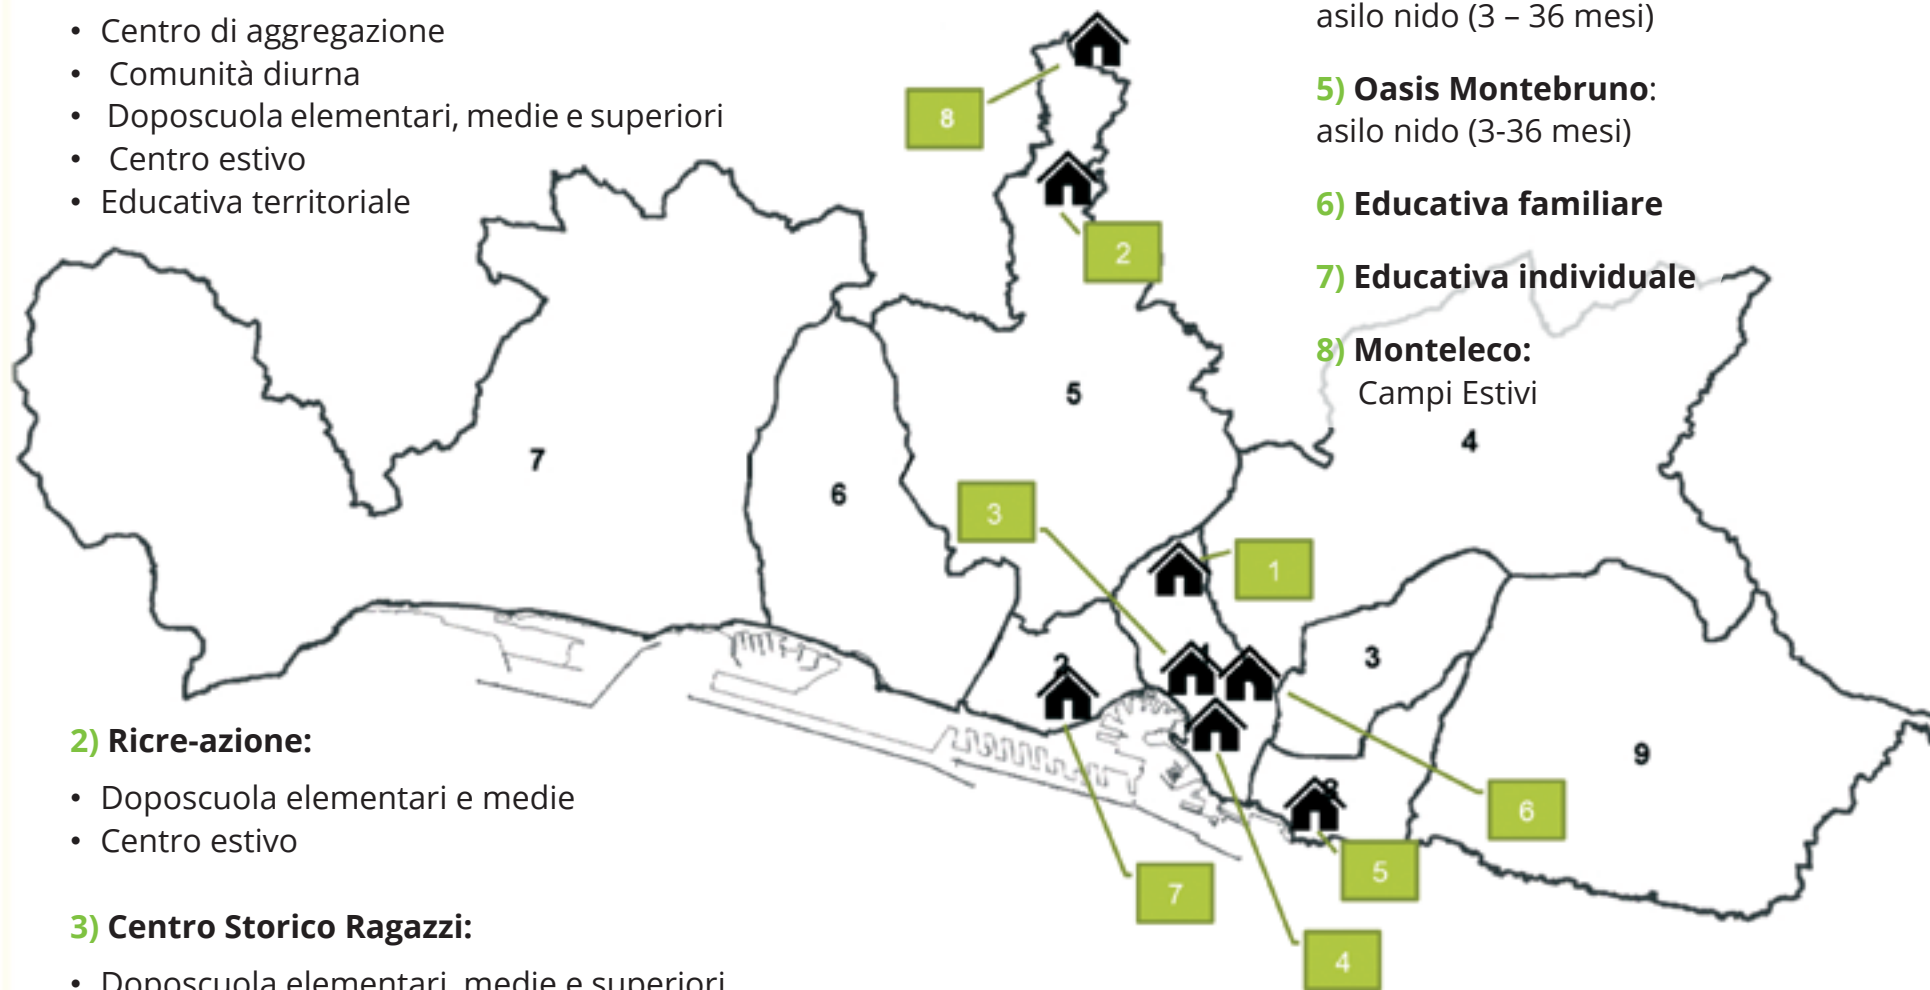 • Centro di aggregazione
• Comunità diurna
• Doposcuola elementari, medie e superiori
• Centro estivo
• Educativa territoriale
2) Ricre-azione:
• Doposcuola elementari e medie
• Centro estivo
3) Centro Storico Ragazzi:
• Doposcuola elementari, medie e superiori
asilo nido (3 – 36 mesi)
5) Oasis Montebruno:
asilo nido (3-36 mesi)
6) Educativa familiare
7) Educativa individuale
8) Monteleco:
Campi Estivi
8
2
5
4
7
6
3
1
3
2
9
6
5
7
4